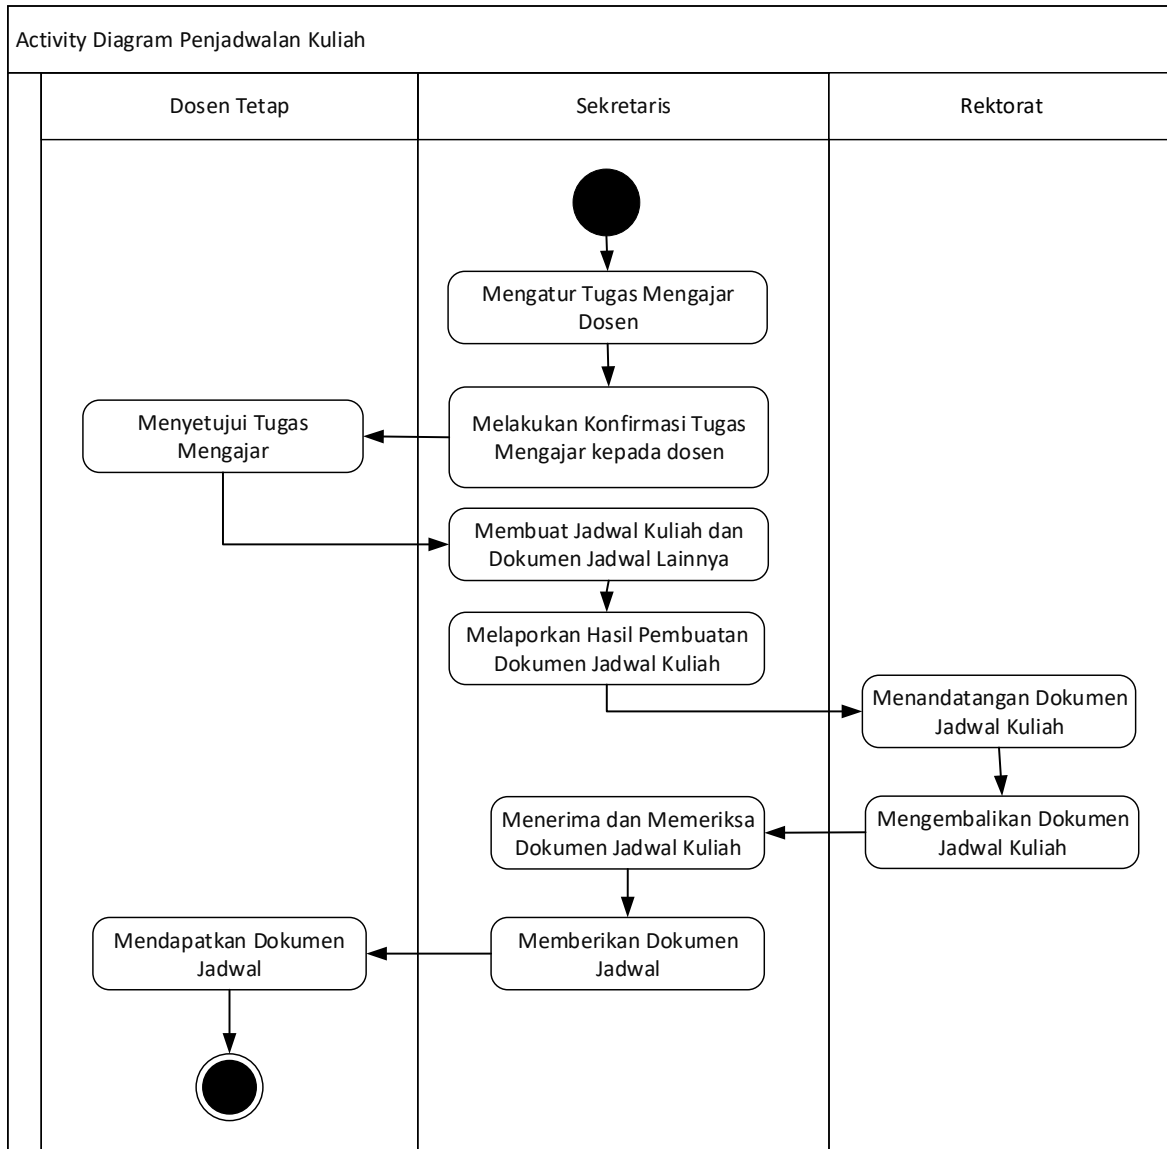 Activity Diagram Penjadwalan Kuliah
Dosen Tetap
Sekretaris
Rektorat
Mengatur Tugas Mengajar
Dosen
Melakukan Konfirmasi Tugas
Mengajar kepada dosen
Menyetujui Tugas
Mengajar
Membuat Jadwal Kuliah dan
Dokumen Jadwal Lainnya
Melaporkan Hasil Pembuatan
Dokumen Jadwal Kuliah
Menandatangan Dokumen
Jadwal Kuliah
Mengembalikan Dokumen
Jadwal Kuliah
Menerima dan Memeriksa
Dokumen Jadwal Kuliah
Memberikan Dokumen
Jadwal
Mendapatkan Dokumen
Jadwal